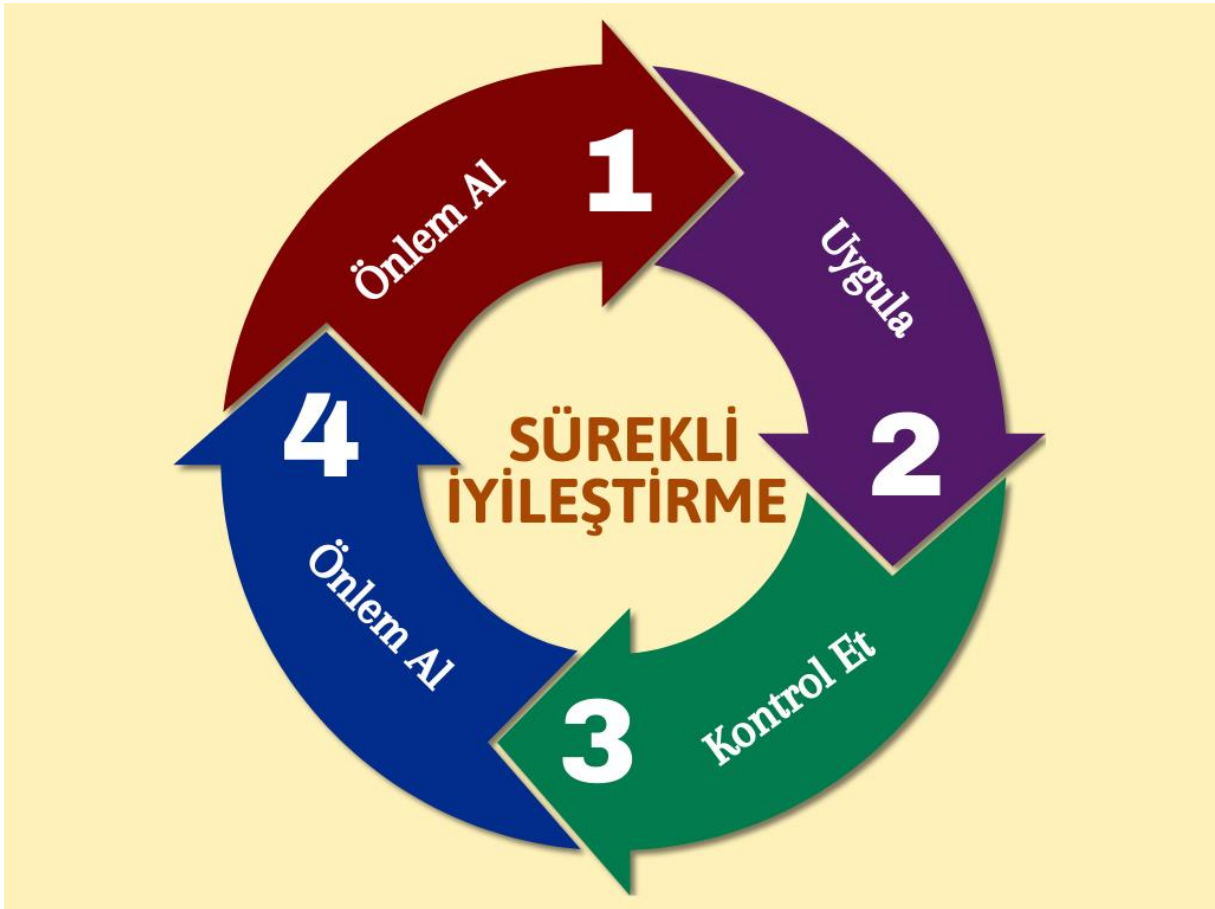 1
Önlem Al
Uygula
2
SÜREKLİ
İYİLEŞTİRME
Kontrol Et
3
4
Önlem Al